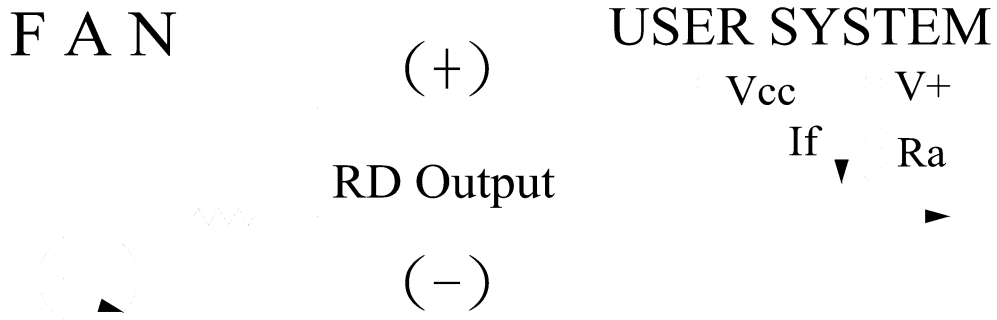 F A N
(+)
USER SYSTEM
Vcc
V+
If
Ra
RD Output
(−)